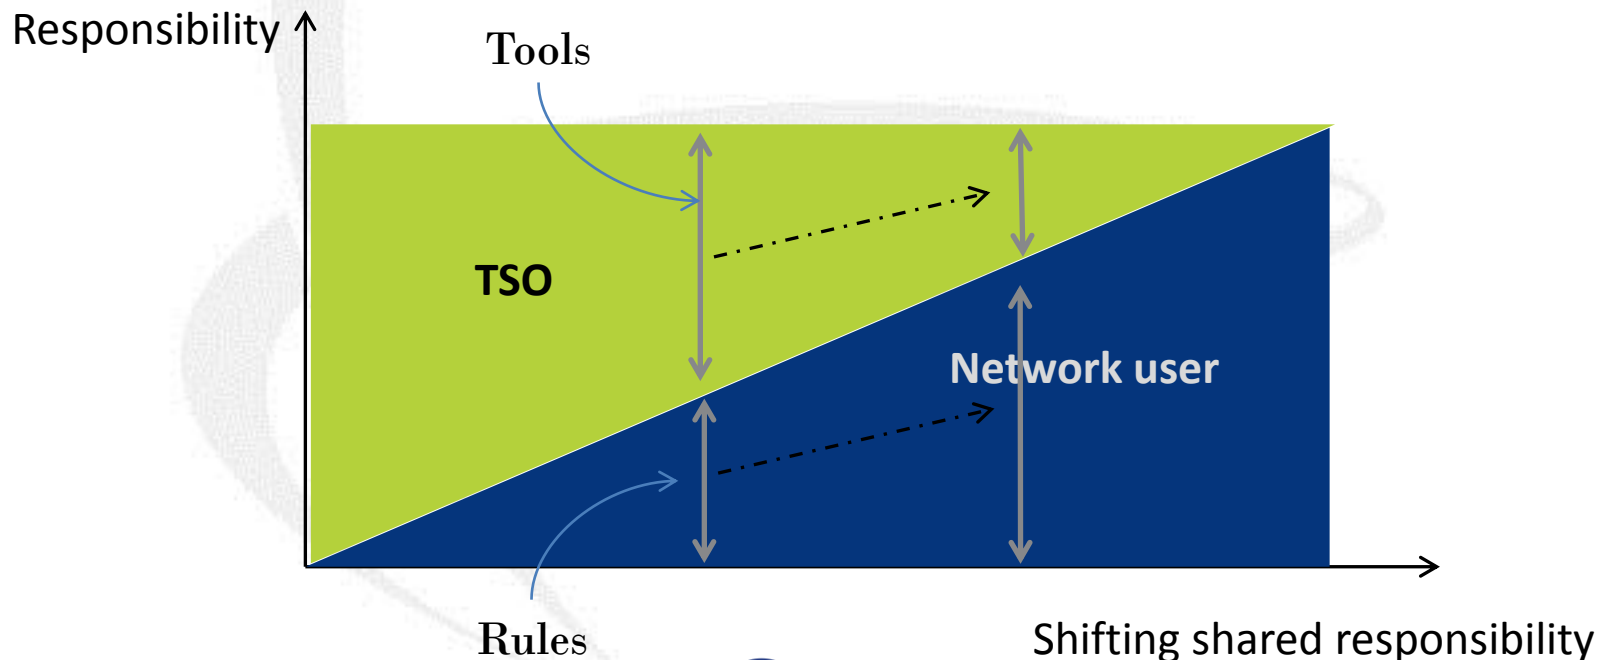 Responsibility
Tools
TSO
Network user
Rules
Shifting shared responsibility